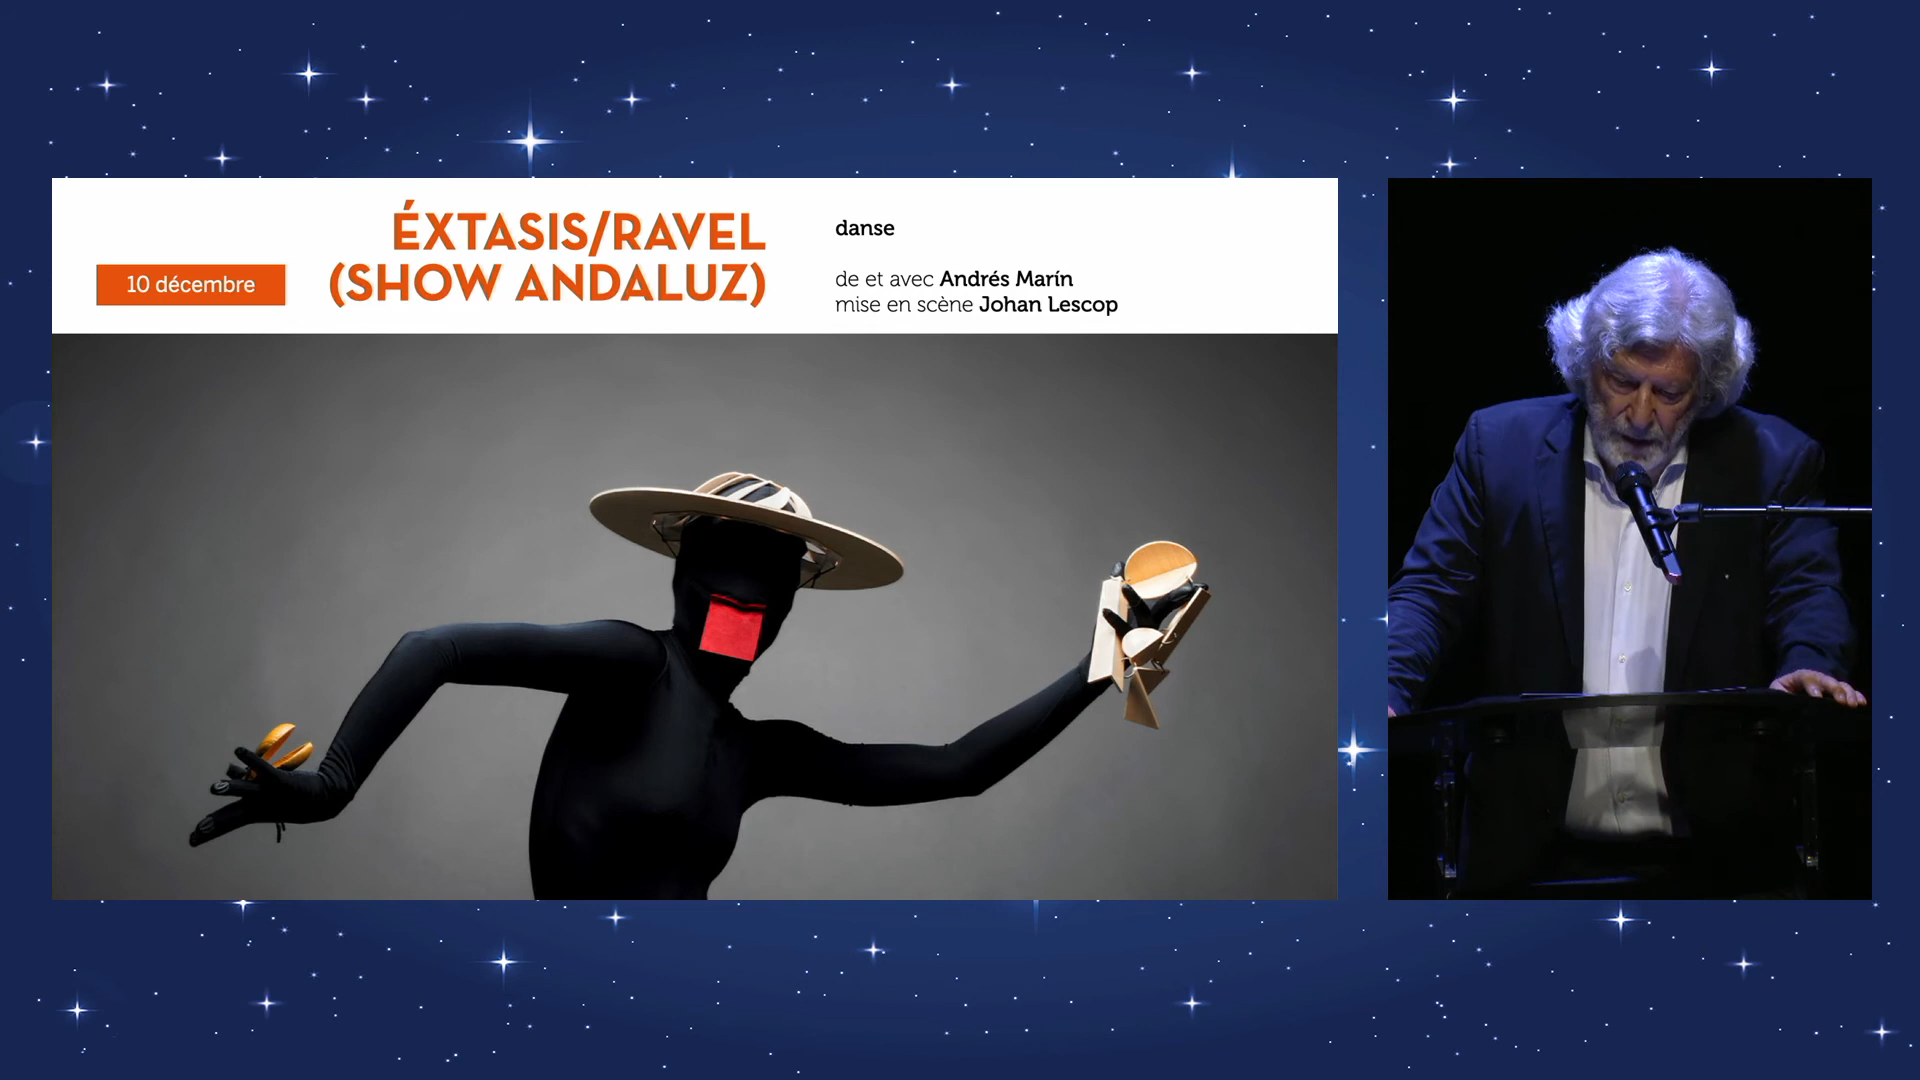 10 décembre
ÉXTASIS/RAVEL
(SHOW ANDALUZ)
danse
de et avec Andrés Marín
mise en scène Johan Lescop